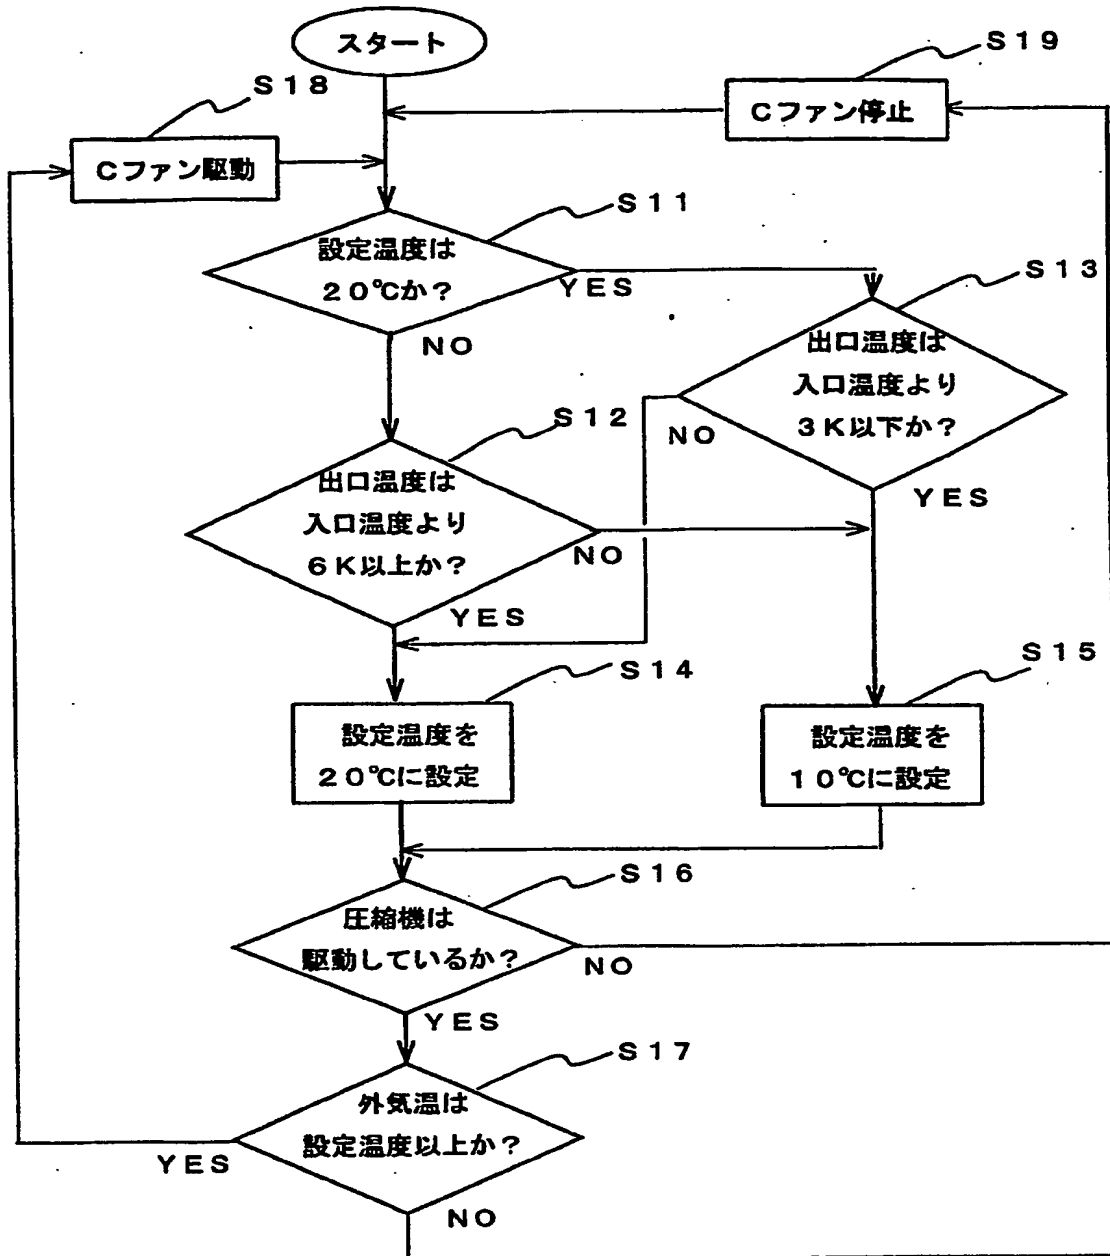 スタート
S19
Cファン停止
S18
Cファン駆動
S11
設定温度は
20℃か?
YES
NO
S13
出口温度は
入口温度より
3K以下か?
NO
YES
S12
出口温度は
入口温度より
6K以上か?
NO
YES
S14
設定温度を
20℃に設定
S15
設定温度を
10℃に設定
S16
圧縮機は
駆動しているか?
NO
YES
S17
外気温は
設定温度以上か?
YES
NO